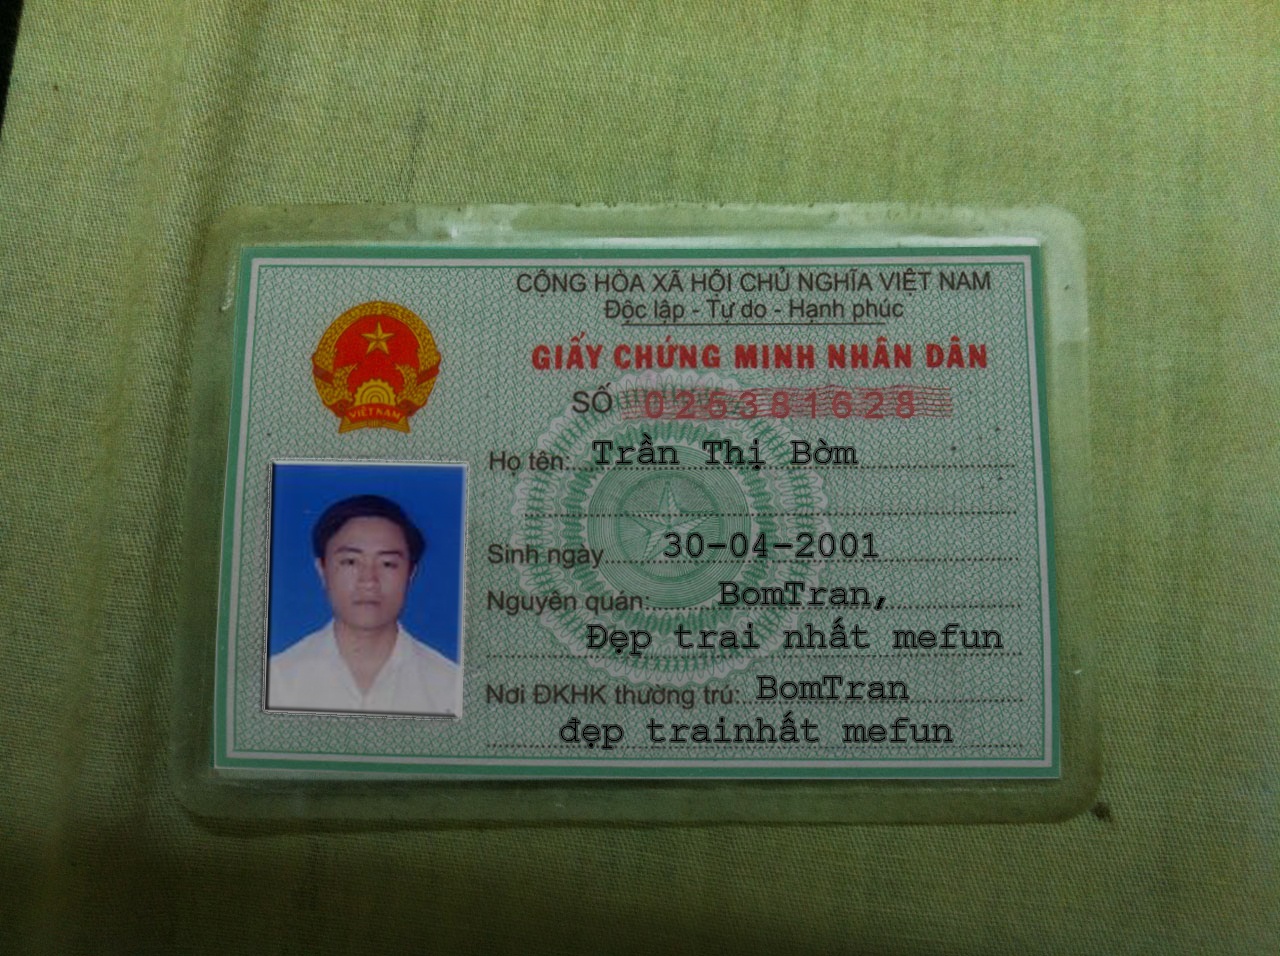 CỘNG HÒA XÃ HỘI CHỦ NGHĨA VIỆT NAM
Độc lập - Tự do - Hạnh phúc
GIẤY CHỨNG MINH NHÂN DÂN
SỐ 026381628
Họ tên: Trần Thị Bờm
Sinh ngày 30-04-2001
Nguyên quán: BomTran,
Đẹp trai nhất mefun
Nơi ĐKHK thường trú: BomTran
đẹp trainhất mefun
VIỆT NAM